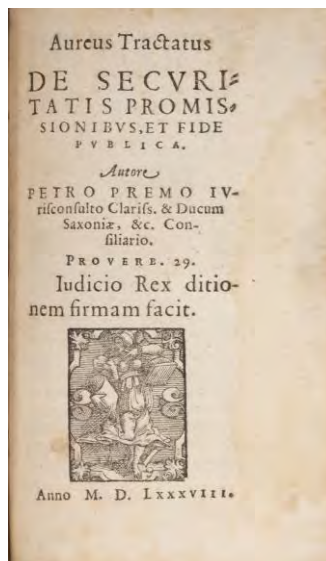 Aureus Tractatus
DE SECVRI⸗
TATIS PROMIS⸗
SIONIBVS, ET FIDE
PVBLICA.
Autore
PETRO PREMO IV-
risconsulto Clariss. & Ducum
Saxoniæ, &c. Con-
siliario.
PROVERB. 29.
Iudicio Rex ditio-
nem firmam facit.
Anno M. D. LXXXVIII.